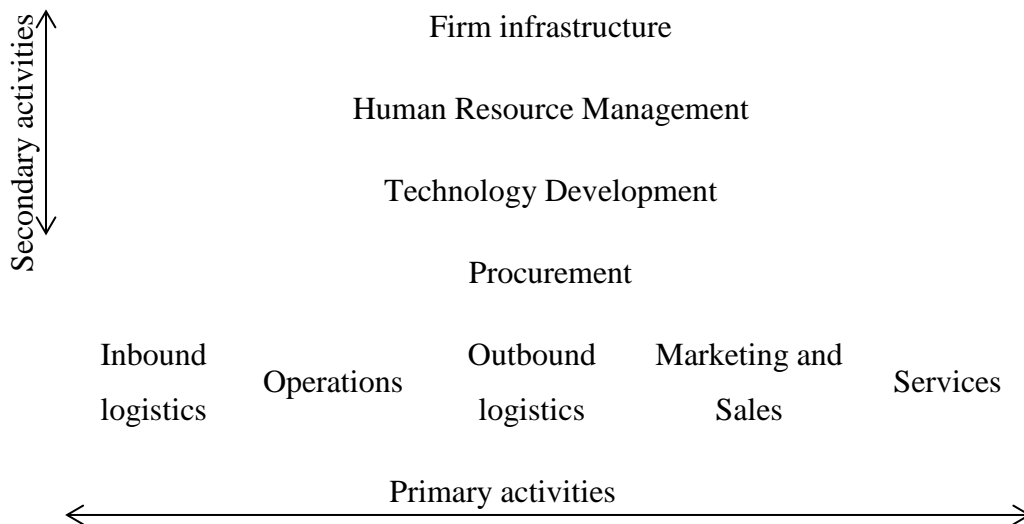 Secondary activities
Firm infrastructure
Human Resource Management
Technology Development
Procurement
Inbound
logistics
Operations
Outbound
logistics
Marketing and
Sales
Services
Primary activities